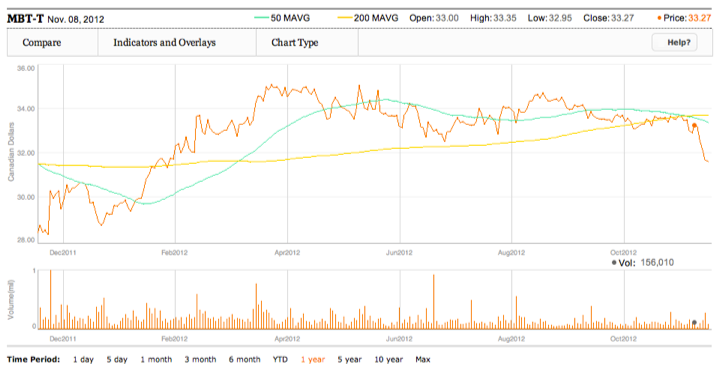 MBT-T Nov. 08, 2012 50 MAVG 200 MAVG Open: 33.00 High: 33.35 Low: 32.95 Close: 33.27 Price: 33.27
Compare Indicators and Overlays Chart Type Help?
36.00
34.00
32.00
30.00
28.00
Canadian Dollars
Dec2011 Feb2012 Apr2012 Jun2012 Aug2012 Oct2012
Vol: 156,010
1
0
Volume(mil)
Dec2011 Feb2012 Apr2012 Jun2012 Aug2012 Oct2012
Time Period: 1 day 5 day 1 month 3 month 6 month YTD 1 year 5 year 10 year Max